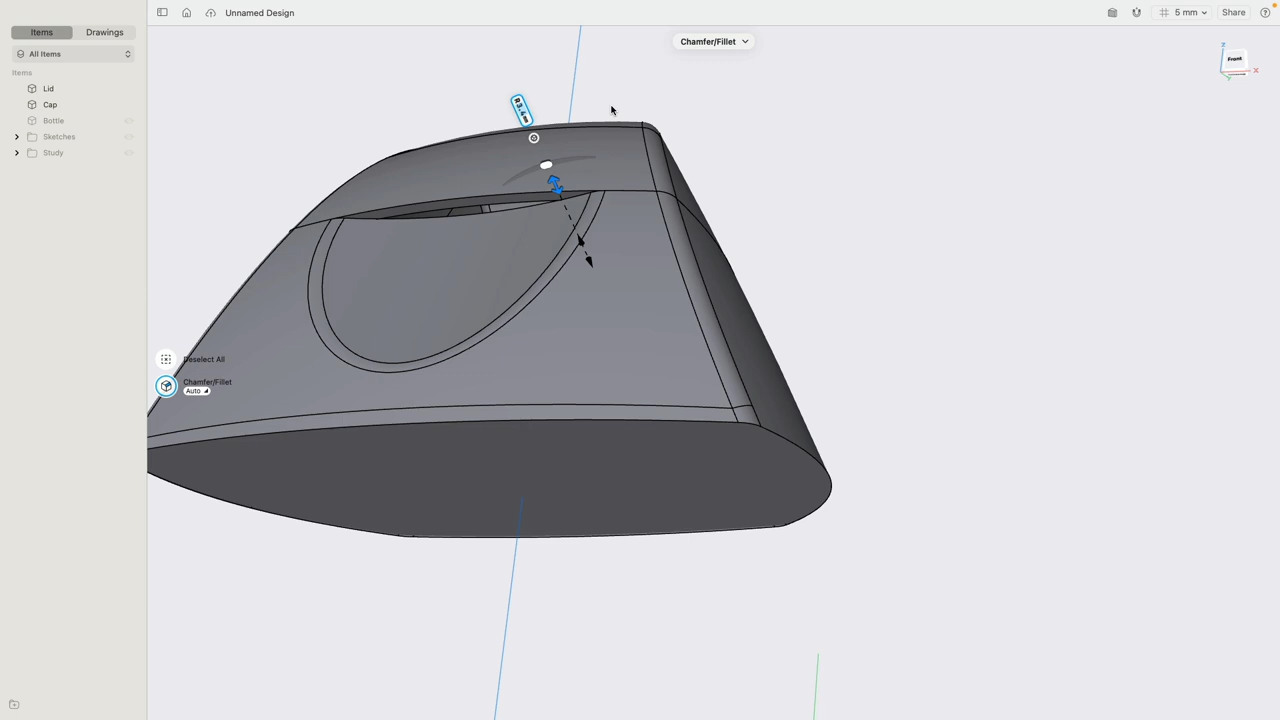 Unnamed Design
5 mm
Share
Items
Drawings
Chamfer/Fillet
All Items
Items
Lid
Cap
Bottle
Sketches
Study
Front
Z
X
Deselect All
Chamfer/Fillet
Auto